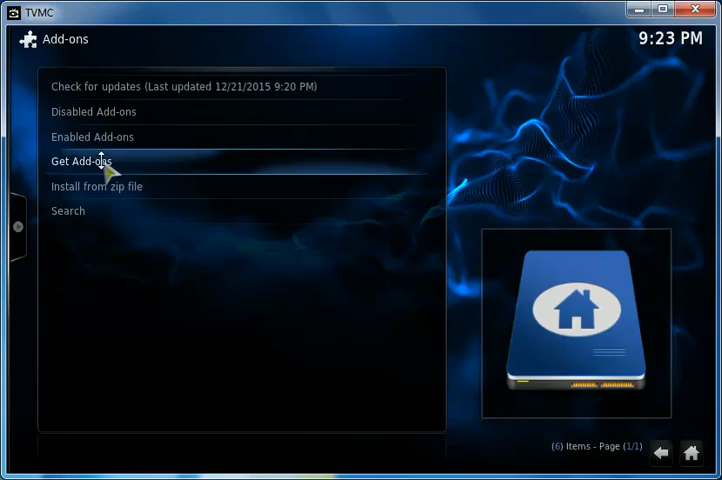 TVMC
Add-ons
9:23 PM
Check for updates (Last updated 12/21/2015 9:20 PM)
Disabled Add-ons
Enabled Add-ons
Get Add-ons
Install from zip file
Search
(6) Items - Page (1/1)